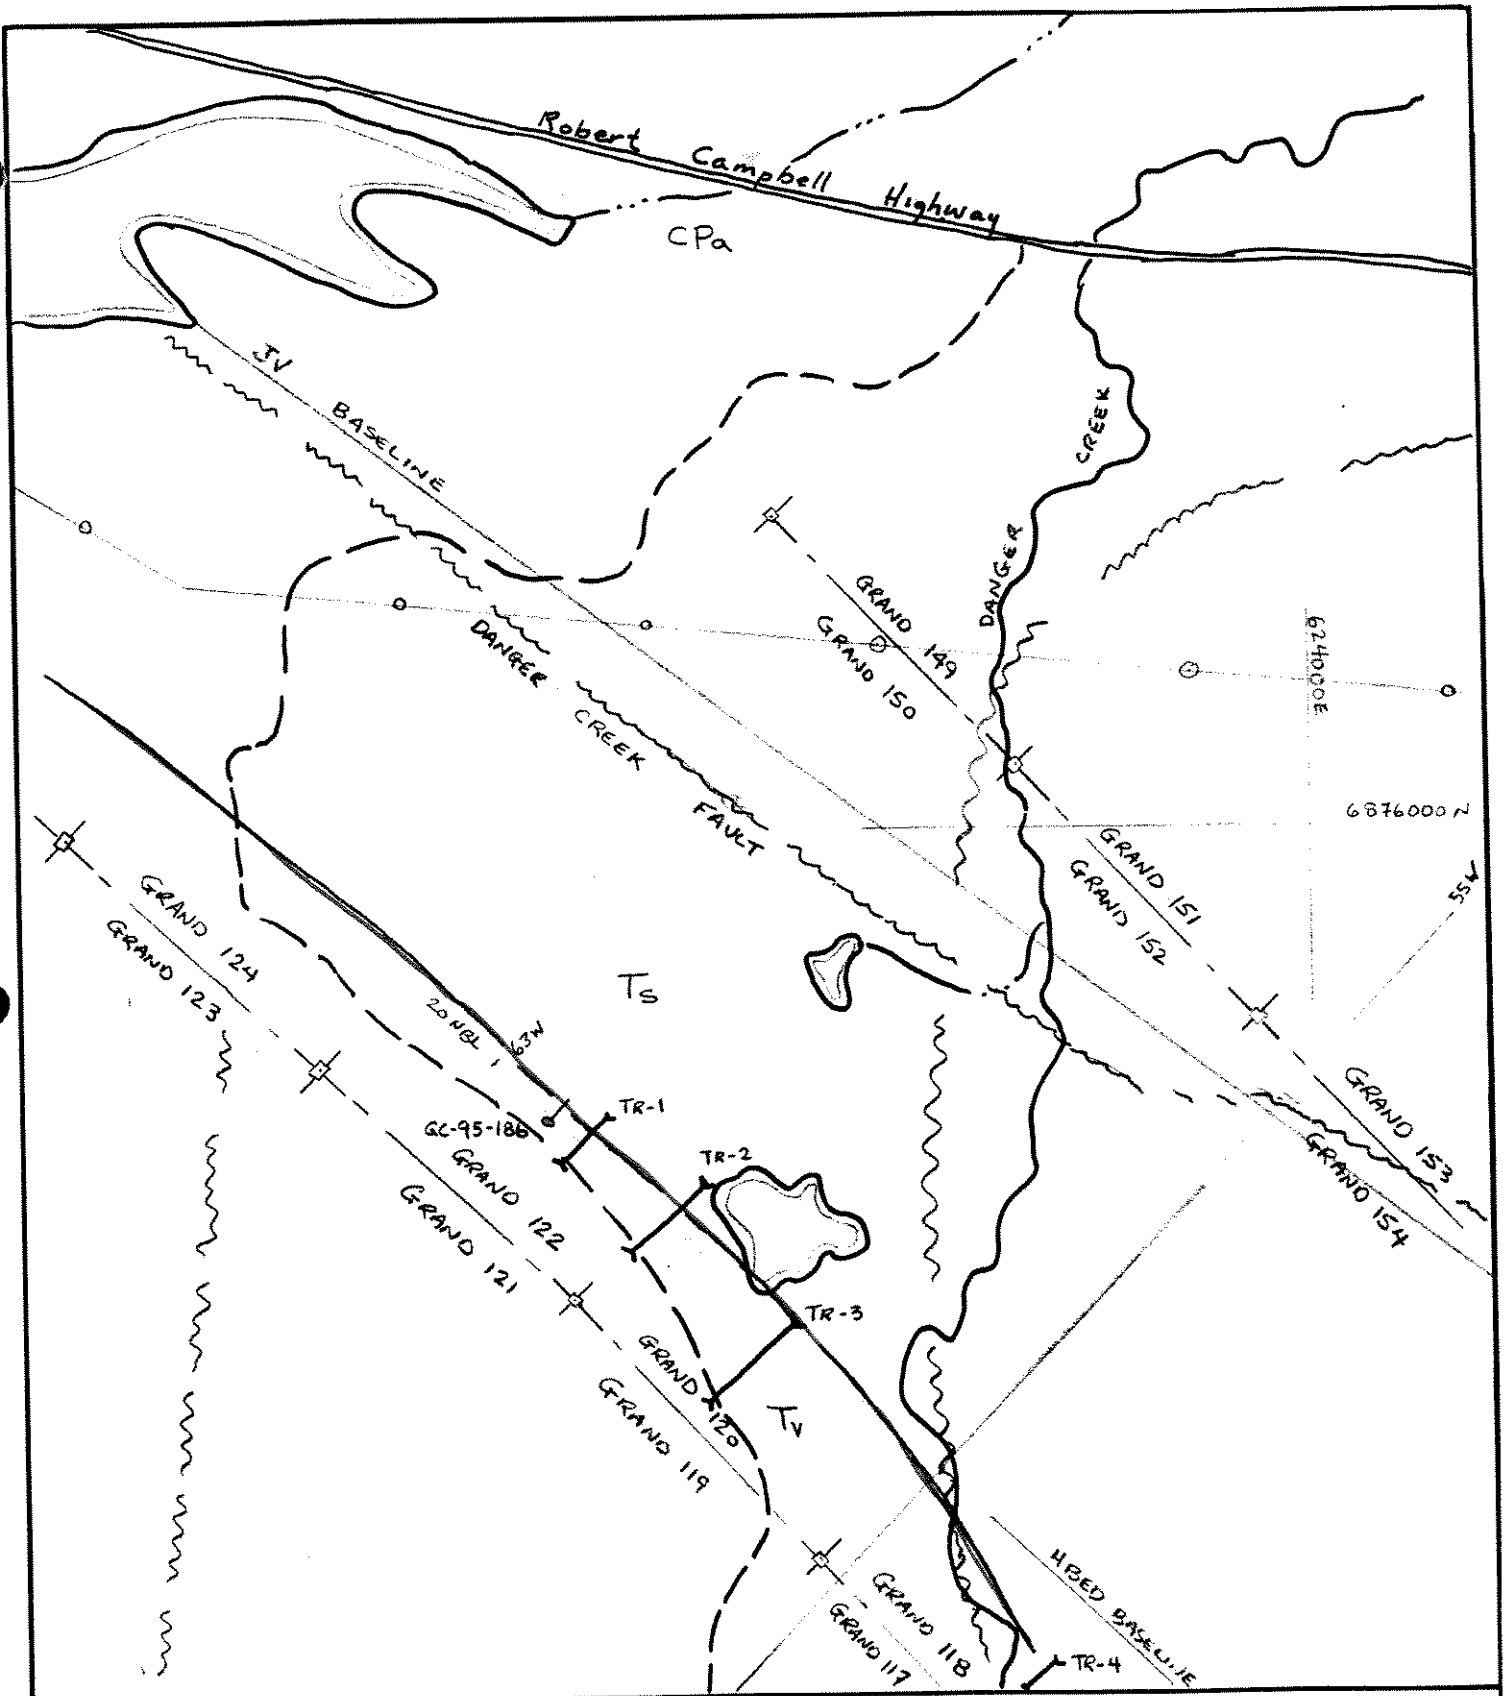 Robert Campbell Highway
CPa
JV BASELINE
CREEK
DANGER
GRAND 149
GRAND 150
624000E
DANGER CREEK FAULT
6876000N
GRAND 151
GRAND 152
55W
GRAND 124
GRAND 123
Ts
20NBL
63W
TR-1
GC-95-186
TR-2
GRAND 122
GRAND 121
GRAND 153
GRAND 154
TR-3
GRAND 120
GRAND 119
Tv
HBED BASELINE
GRAND 118
GRAND 117
TR-4